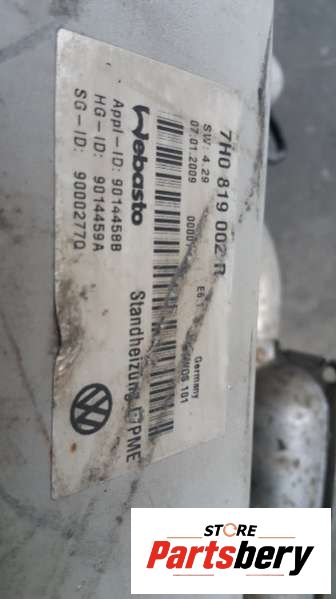 7H0 819 002 R
SW: 4.29
07.01.2009
Germany
Webasto
Appl-ID: 9014458B
HG-ID: 9014459A
SG-ID: 9000277Q
Standheizung
PME
STORE
Partsbery